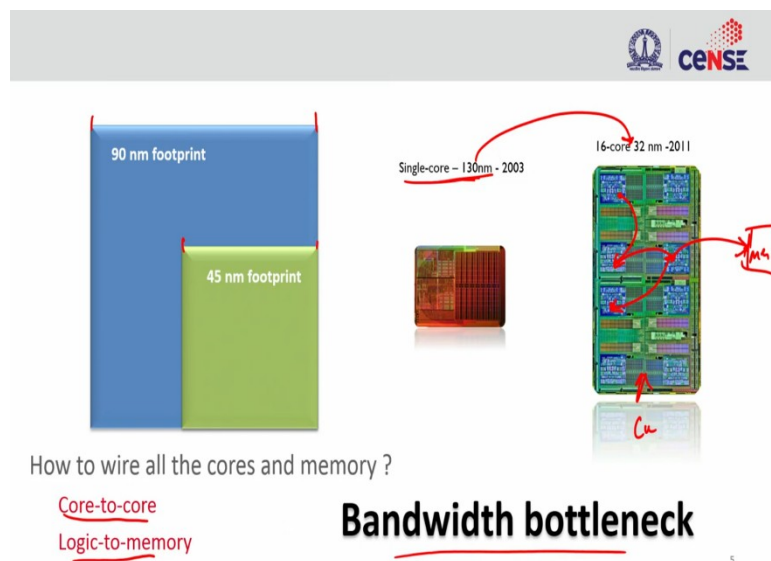 CeNSE
90 nm footprint
45 nm footprint
Single-core – 130nm - 2003
16-core 32 nm -2011
Cu
How to wire all the cores and memory ?
Core-to-core
Logic-to-memory
Bandwidth bottleneck